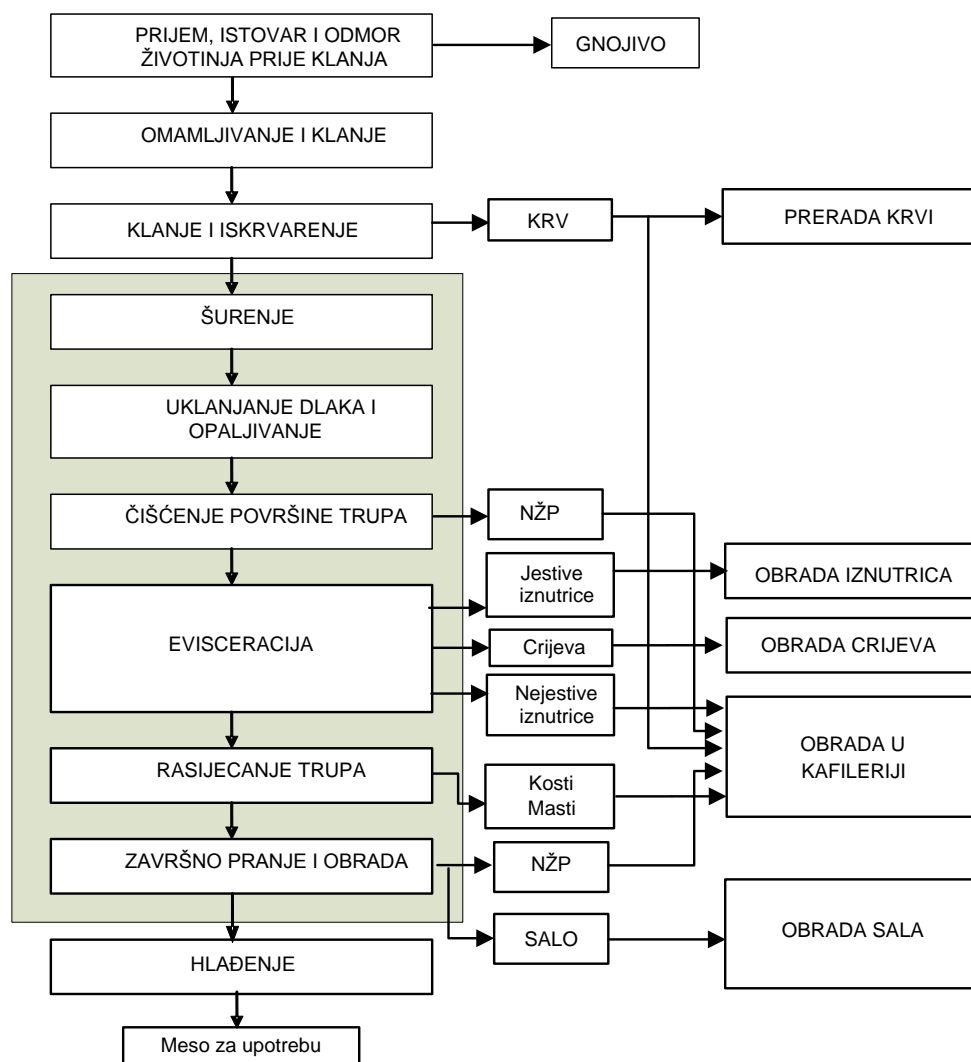 PRIJEM, ISTOVAR I ODMOR
ŽIVOTINJA PRIJE KLANJA
GNOJIVO
OMAMLJIVANJE I KLANJE
KLANJE I ISKRVARENJE
KRV
PRERADA KRVI
ŠURENJE
UKLANJANJE DLAKA I
OPALJIVANJE
ČIŠĆENJE POVRŠINE TRUPA
NŽP
EVISCERACIJA
Jestive
iznutrice
OBRADA IZNUTRICA
Crijeva
OBRADA CRIJEVA
Nejestive
iznutrice
OBRADA U
KAFILERIJI
RASIJECANJE TRUPA
Kosti
Masti
ZAVRŠNO PRANJE I OBRADA
NŽP
SALO
OBRADA SALA
HLAĐENJE
Meso za upotrebu